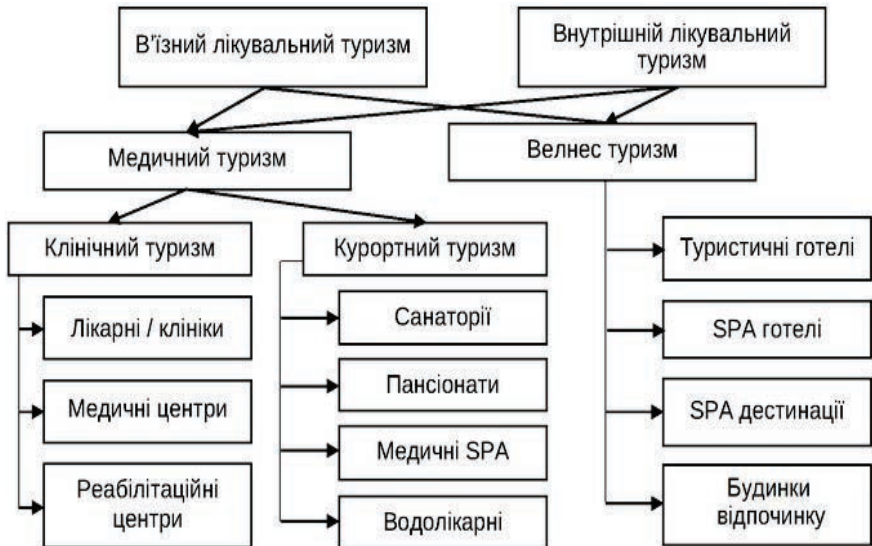 В'їзний лікувальний туризм
Внутрішній лікувальний
туризм
Медичний туризм
Велнес туризм
Клінічний туризм
Курортний туризм
Туристичні готелі
Лікарні / клініки
Санаторії
SPA готелі
Медичні центри
Пансіонати
SPA дестинації
Медичні SPA
Реабілітаційні
центри
Водолікарні
Будинки
відпочинку